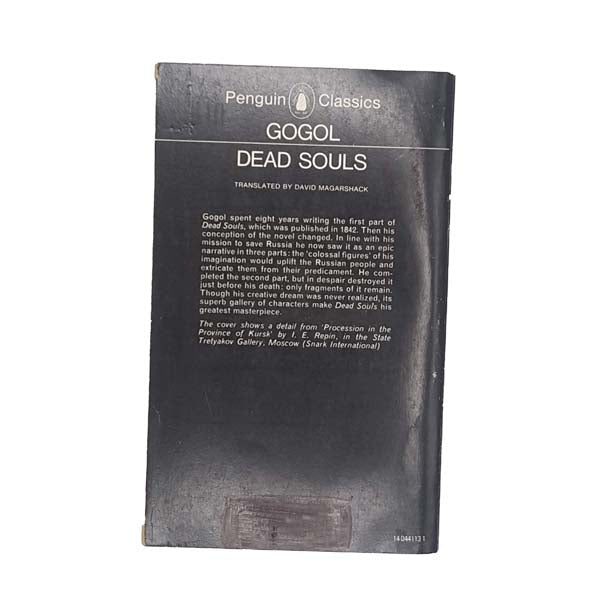 Penguin Classics
GOGOL
DEAD SOULS
TRANSLATED BY DAVID MAGARSHACK
Gogol spent eight years writing the first part of
Dead Souls, which was published in 1842. Then his
conception of the novel changed. In line with his
mission to save Russia he now saw it as an epic
narrative in three parts: the 'colossal figures' of his
imagination would uplift the Russian people and
extricate them from their predicament. He com-
pleted the second part, but in despair destroyed it
just before his death; only fragments of it remain.
Though his creative dream was never realized, its
superb gallery of characters make Dead Souls his
greatest masterpiece.
The cover shows a detail from 'Procession in the
Province of Kursk' by I. E. Repin, in the State
Tretyakov Gallery, Moscow (Snark International)
14 044113 1